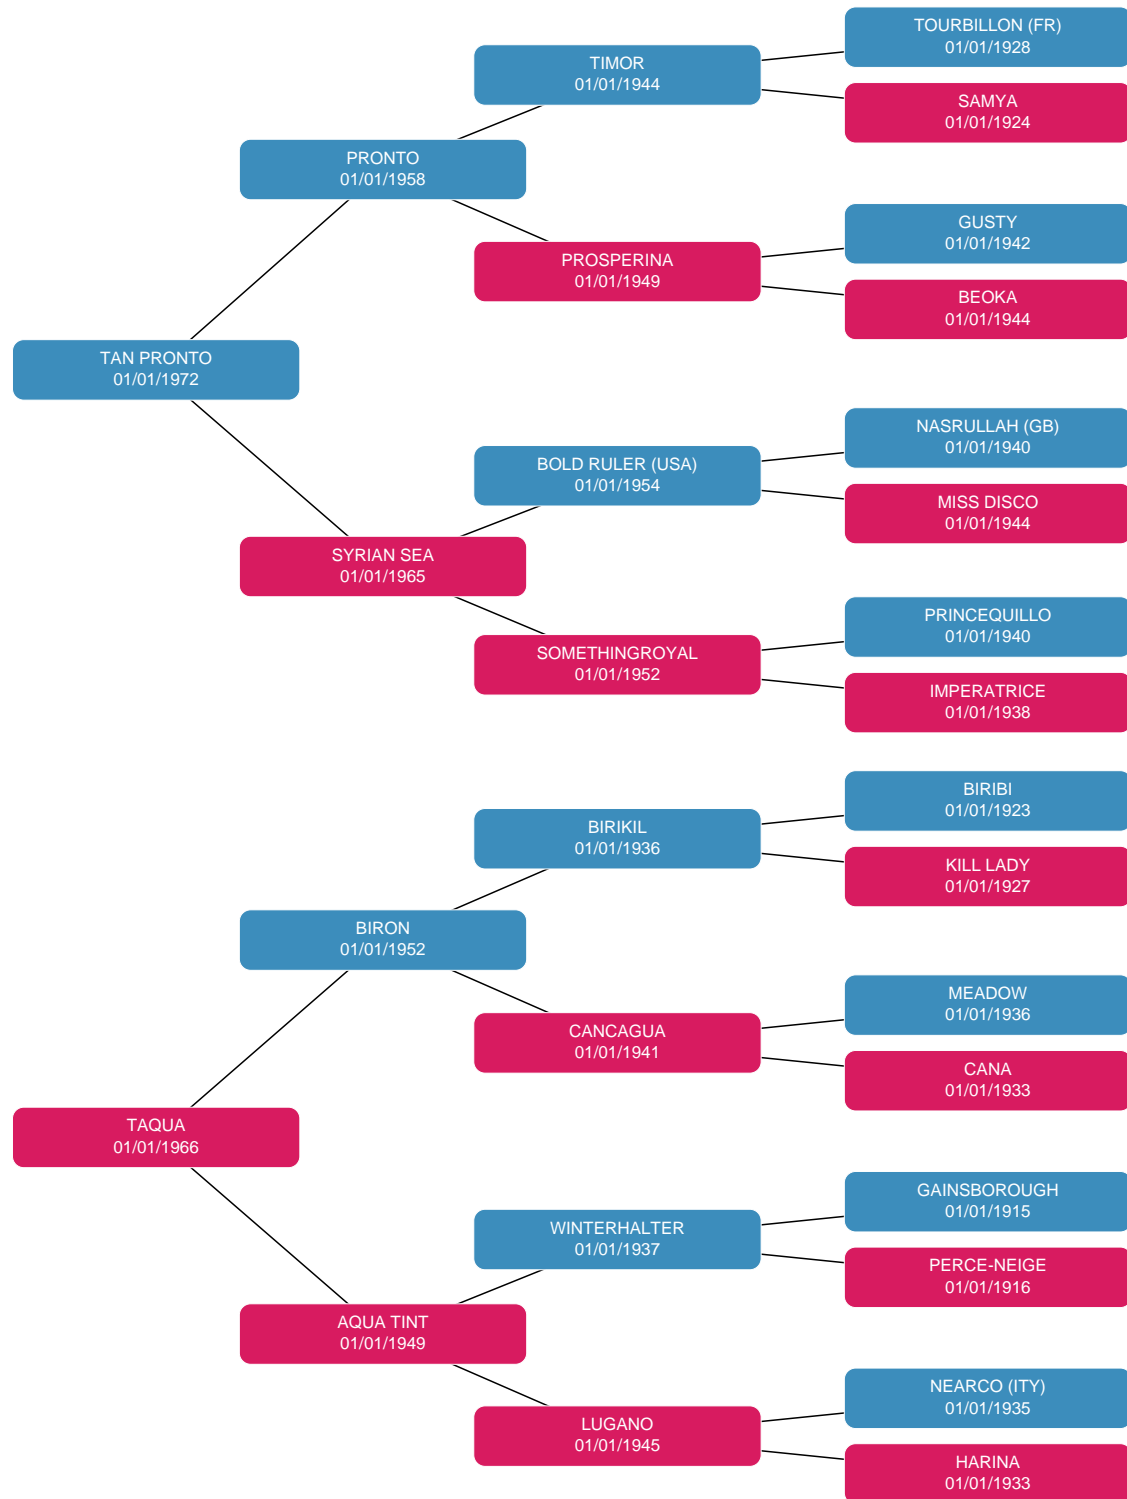 TOURBILLON (FR)
01/01/1928
TIMOR
01/01/1944
SAMYA
01/01/1924
PRONTO
01/01/1958
GUSTY
01/01/1942
PROSPERINA
01/01/1949
BEOKA
01/01/1944
TAN PRONTO
01/01/1972
NASRULLAH (GB)
01/01/1940
BOLD RULER (USA)
01/01/1954
MISS DISCO
01/01/1944
SYRIAN SEA
01/01/1965
PRINCEQUILLO
01/01/1940
SOMETHINGROYAL
01/01/1952
IMPERATRICE
01/01/1938
BIRIBI
01/01/1923
BIRIKIL
01/01/1936
KILL LADY
01/01/1927
BIRON
01/01/1952
MEADOW
01/01/1936
CANCAGUA
01/01/1941
CANA
01/01/1933
TAQUA
01/01/1966
GAINSBOROUGH
01/01/1915
WINTERHALTER
01/01/1937
PERCE-NEIGE
01/01/1916
AQUA TINT
01/01/1949
NEARCO (ITY)
01/01/1935
LUGANO
01/01/1945
HARINA
01/01/1933